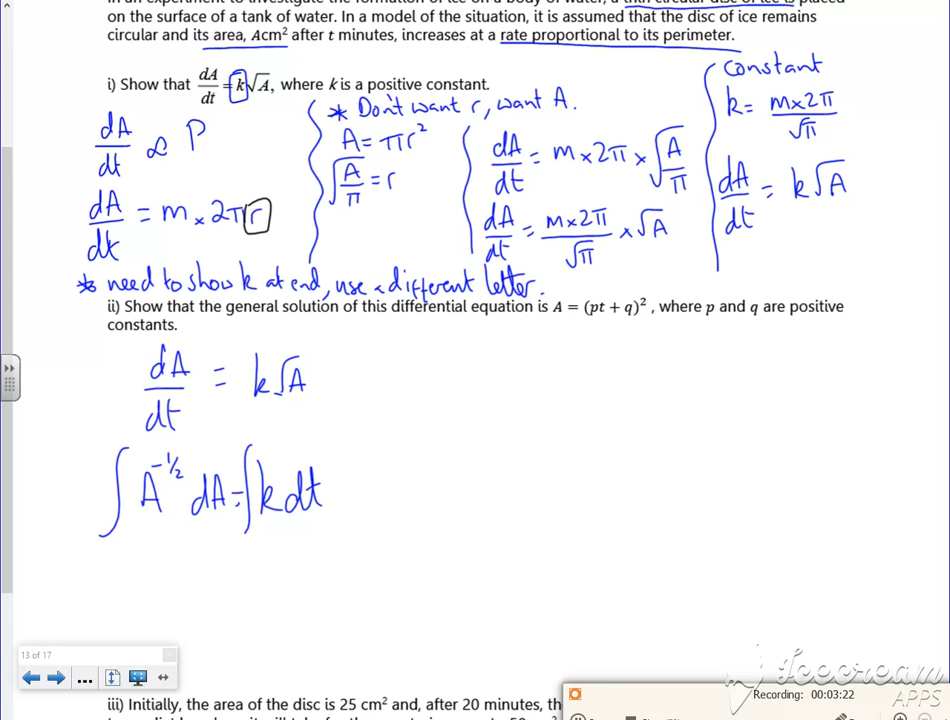 on the surface of a tank of water. In a model of the situation, it is assumed that the disc of ice remains
circular and its area, Acm² after t minutes, increases at a rate proportional to its perimeter.
i) Show that dA/dt = k√A, where k is a positive constant.
dA/dt ∝ P
dA/dt = m × 2πr
* Don't want r, want A.
A = πr²
√(A/π) = r
dA/dt = m × 2π × √(A/π)
dA/dt = (m × 2π)/√π × √A
Constant
k = (m × 2π)/√π
dA/dt = k√A
* need to show k at end, use a different letter.
ii) Show that the general solution of this differential equation is A = (pt + q)², where p and q are positive
constants.
dA/dt = k√A
∫ A^(-1/2) dA = ∫ k dt
13 of 17
...
iii) Initially, the area of the disc is 25 cm² and, after 20 minutes, th
Icecream
APPS
Recording: 00:03:22